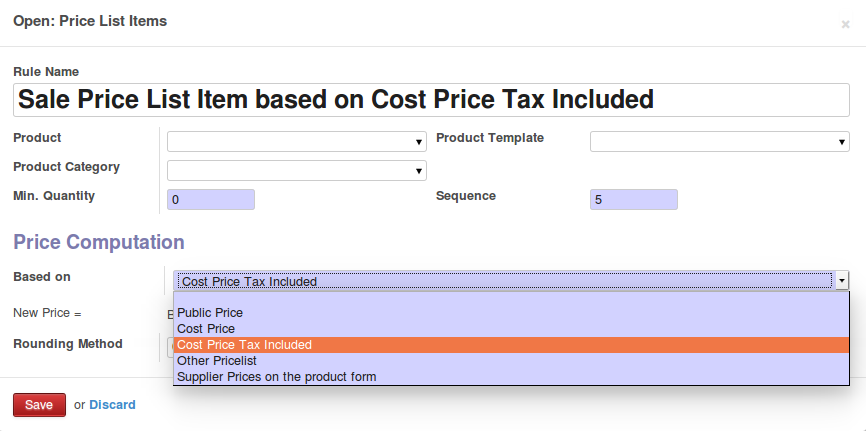 Open: Price List Items
×
Rule Name
Sale Price List Item based on Cost Price Tax Included
Product Product Template
Product Category
Min. Quantity 0 Sequence 5
Price Computation
Based on Cost Price Tax Included
Public Price
New Price =
Cost Price
Rounding Method Cost Price Tax Included
Other Pricelist
Supplier Prices on the product form
Save or Discard